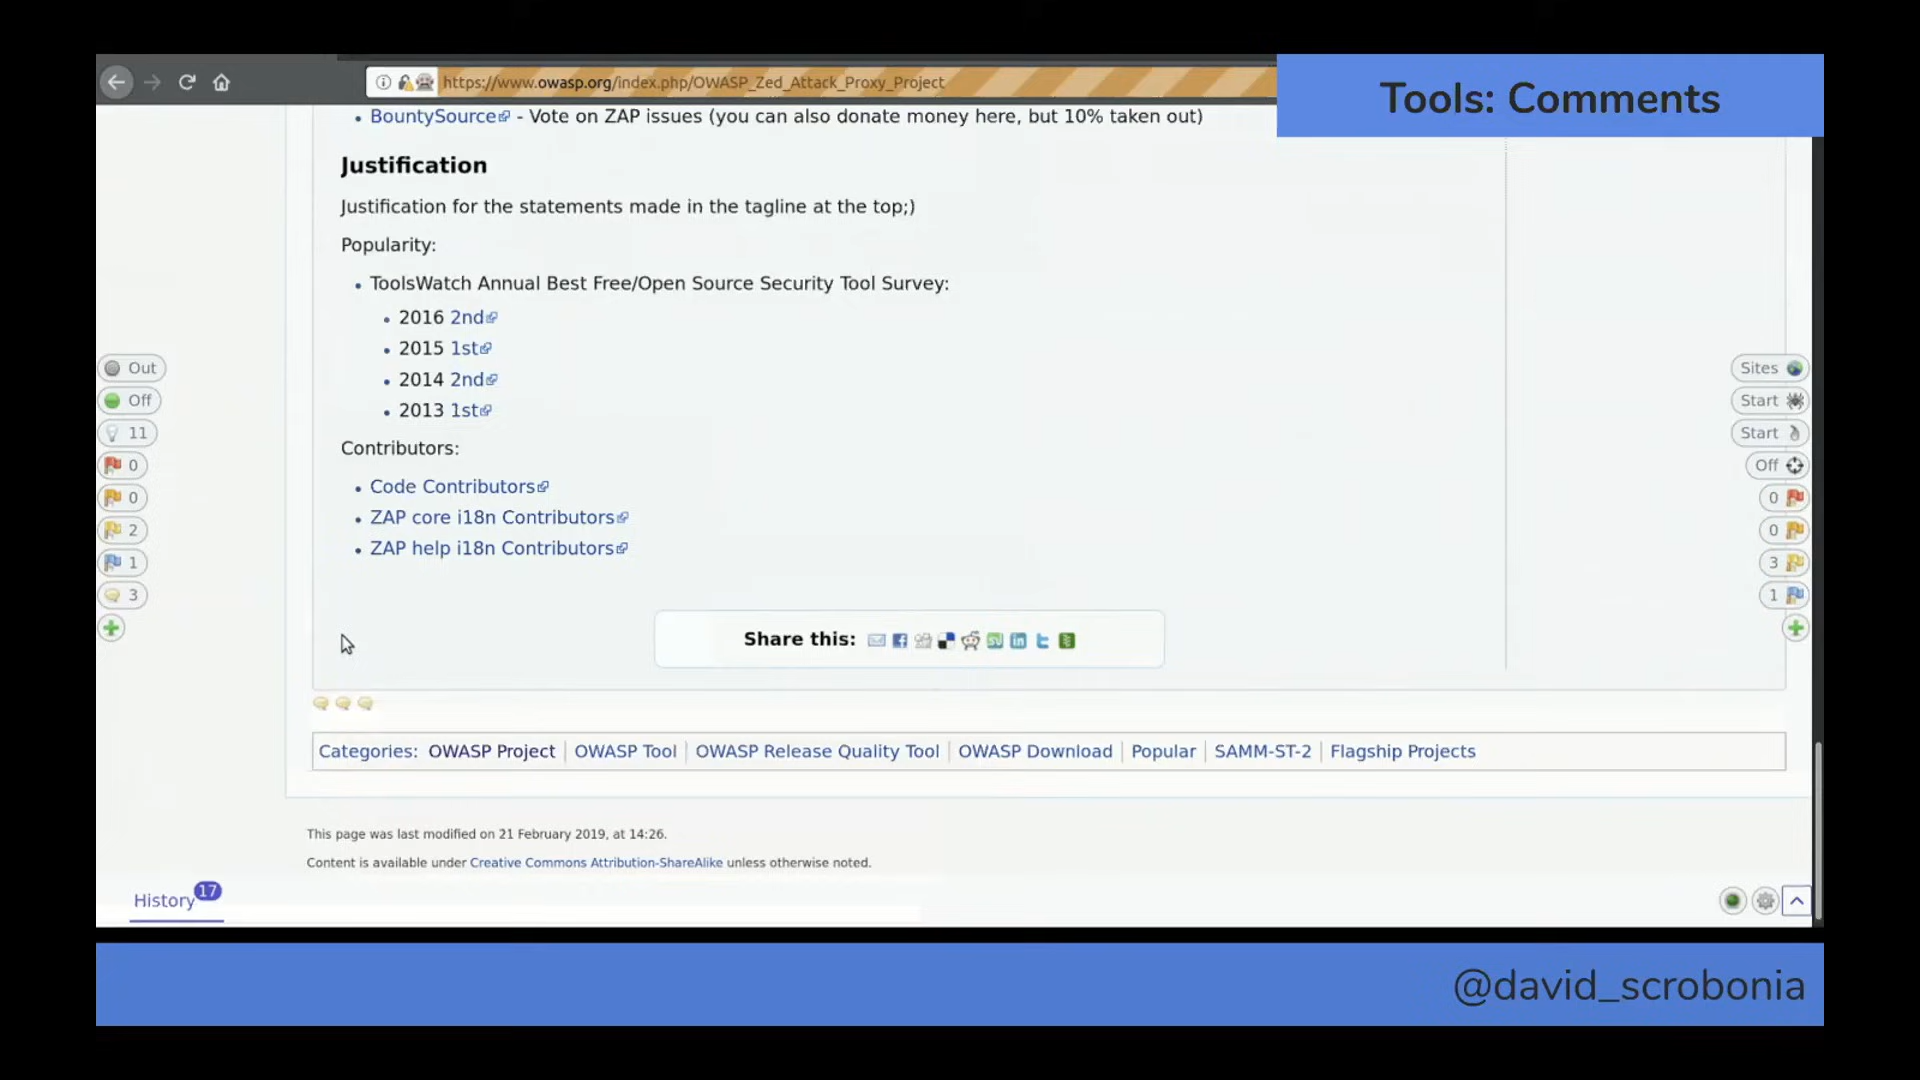 https://www.owasp.org/index.php/OWASP_Zed_Attack_Proxy_Project
Tools: Comments
BountySource - Vote on ZAP issues (you can also donate money here, but 10% taken out)
Justification
Justification for the statements made in the tagline at the top;)
Popularity:
ToolsWatch Annual Best Free/Open Source Security Tool Survey:
2016 2nd
2015 1st
2014 2nd
2013 1st
Contributors:
Code Contributors
ZAP core i18n Contributors
ZAP help i18n Contributors
Out
Off
11
0
0
2
1
3
Sites
Start
Start
Off
0
0
3
1
Share this:
Categories: OWASP Project | OWASP Tool | OWASP Release Quality Tool | OWASP Download | Popular | SAMM-ST-2 | Flagship Projects
This page was last modified on 21 February 2019, at 14:26.
Content is available under Creative Commons Attribution-ShareAlike unless otherwise noted.
History 17
@david_scrobonia